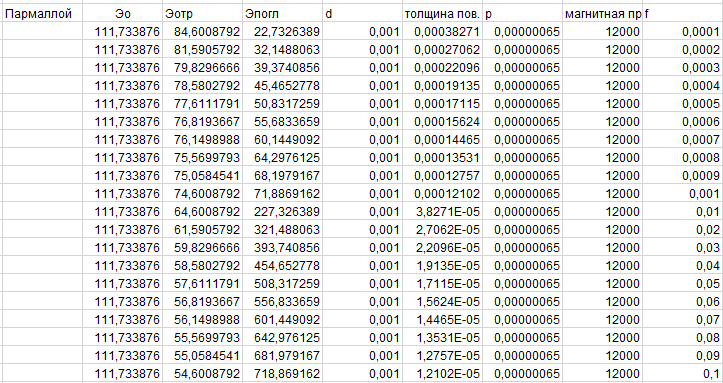 Пармаллой Эо Эотр Эпогл d толщина пов. р магнитная пр f
111,733876 84,6008792 22,7326389 0,001 0,00038271 0,00000065 12000 0,0001
111,733876 81,5905792 32,1488063 0,001 0,00027062 0,00000065 12000 0,0002
111,733876 79,8296666 39,3740856 0,001 0,00022096 0,00000065 12000 0,0003
111,733876 78,5802792 45,4652778 0,001 0,00019135 0,00000065 12000 0,0004
111,733876 77,6111791 50,8317259 0,001 0,00017115 0,00000065 12000 0,0005
111,733876 76,8193667 55,6833659 0,001 0,00015624 0,00000065 12000 0,0006
111,733876 76,1498988 60,1449092 0,001 0,00014465 0,00000065 12000 0,0007
111,733876 75,5699793 64,2976125 0,001 0,00013531 0,00000065 12000 0,0008
111,733876 75,0584541 68,1979167 0,001 0,00012757 0,00000065 12000 0,0009
111,733876 74,6008792 71,8869162 0,001 0,00012102 0,00000065 12000 0,001
111,733876 64,6008792 227,326389 0,001 3,8271E-05 0,00000065 12000 0,01
111,733876 61,5905792 321,488063 0,001 2,7062E-05 0,00000065 12000 0,02
111,733876 59,8296666 393,740856 0,001 2,2096E-05 0,00000065 12000 0,03
111,733876 58,5802792 454,652778 0,001 1,9135E-05 0,00000065 12000 0,04
111,733876 57,6111791 508,317259 0,001 1,7115E-05 0,00000065 12000 0,05
111,733876 56,8193667 556,833659 0,001 1,5624E-05 0,00000065 12000 0,06
111,733876 56,1498988 601,449092 0,001 1,4465E-05 0,00000065 12000 0,07
111,733876 55,5699793 642,976125 0,001 1,3531E-05 0,00000065 12000 0,08
111,733876 55,0584541 681,979167 0,001 1,2757E-05 0,00000065 12000 0,09
111,733876 54,6008792 718,869162 0,001 1,2102E-05 0,00000065 12000 0,1